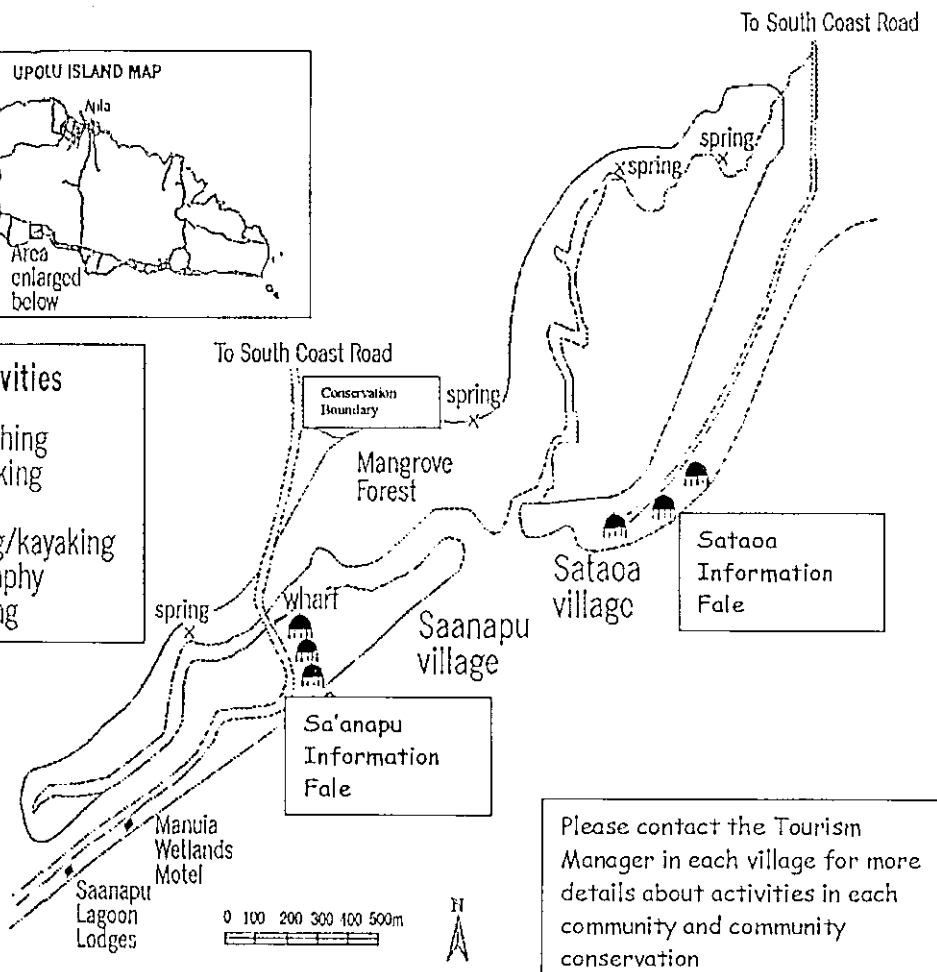 To South Coast Road
UPOLU ISLAND MAP
Apia
Area
enlarged
below
spring
spring
To South Coast Road
vities
hing
king
g/kayaking
aphy
ng
Conservation
Boundary
spring
Mangrove
Forest
spring
wharf
Saanapu
village
Sataoa
village
Sataoa
Information
Fale
Sa'anapu
Information
Fale
Manuia
Wetlands
Motel
Saanapu
Lagoon
Lodges
0 100 200 300 400 500m
N
Please contact the Tourism
Manager in each village for more
details about activities in each
community and community
conservation